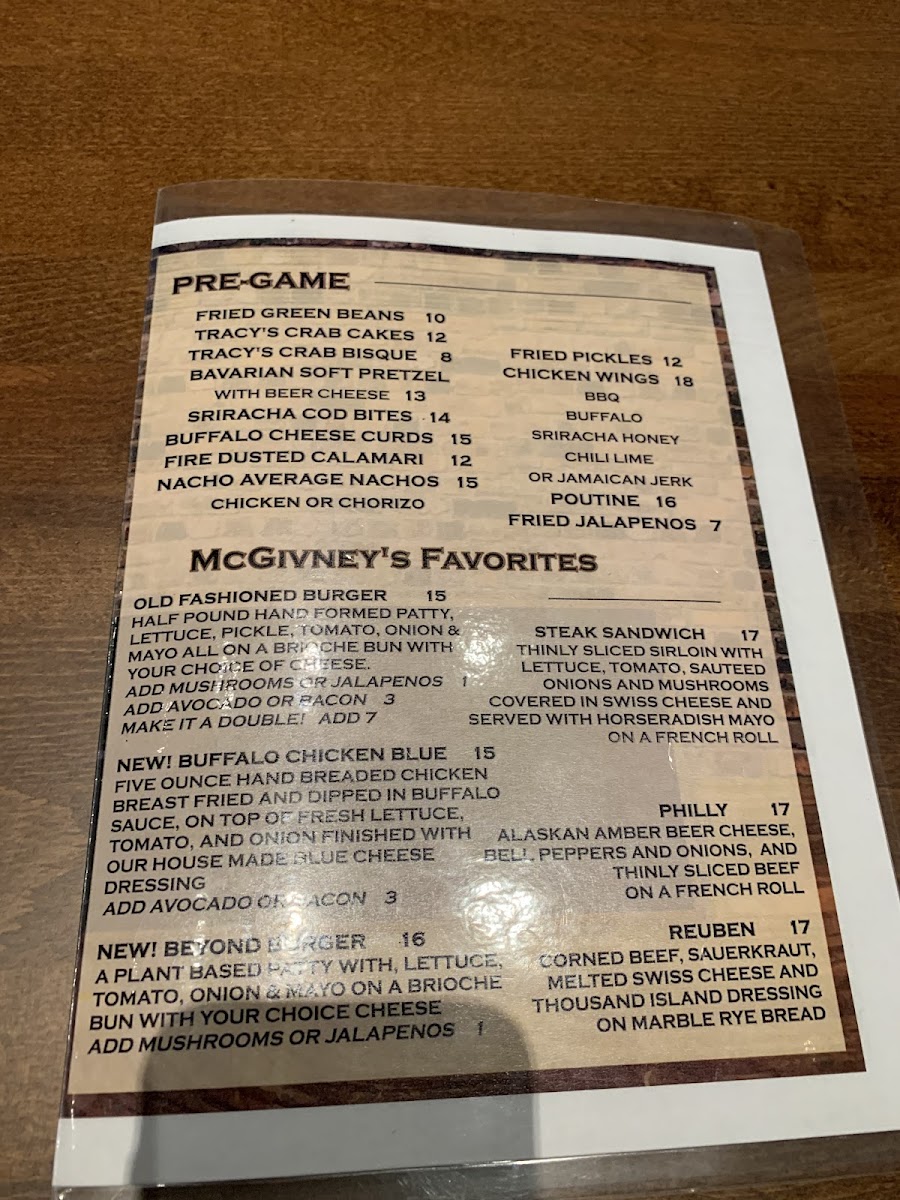 PRE-GAME
FRIED GREEN BEANS 10
TRACY'S CRAB CAKES 12
TRACY'S CRAB BISQUE 8
BAVARIAN SOFT PRETZEL
WITH BEER CHEESE 13
SRIRACHA COD BITES 14
BUFFALO CHEESE CURDS 15
FIRE DUSTED CALAMARI 12
NACHO AVERAGE NACHOS 15
CHICKEN OR CHORIZO
FRIED PICKLES 12
CHICKEN WINGS 18
BBQ
BUFFALO
SRIRACHA HONEY
CHILI LIME
OR JAMAICAN JERK
POUTINE 16
FRIED JALAPENOS 7
McGIVNEY'S FAVORITES
OLD FASHIONED BURGER 15
HALF POUND HAND FORMED PATTY,
LETTUCE, PICKLE, TOMATO, ONION &
MAYO ALL ON A BRIOCHE BUN WITH
YOUR CHOICE OF CHEESE.
ADD MUSHROOMS OR JALAPENOS 1
ADD AVOCADO OR BACON 3
MAKE IT A DOUBLE! ADD 7
NEW! BUFFALO CHICKEN BLUE 15
FIVE OUNCE HAND BREADED CHICKEN
BREAST FRIED AND DIPPED IN BUFFALO
SAUCE, ON TOP OF FRESH LETTUCE,
TOMATO, AND ONION FINISHED WITH
OUR HOUSE MADE BLUE CHEESE
DRESSING
ADD AVOCADO OR BACON 3
NEW! BEYOND BURGER 16
A PLANT BASED PATTY WITH, LETTUCE,
TOMATO, ONION & MAYO ON A BRIOCHE
BUN WITH YOUR CHOICE CHEESE
ADD MUSHROOMS OR JALAPENOS 1
STEAK SANDWICH 17
THINLY SLICED SIRLOIN WITH
LETTUCE, TOMATO, SAUTEED
ONIONS AND MUSHROOMS
COVERED IN SWISS CHEESE AND
SERVED WITH HORSERADISH MAYO
ON A FRENCH ROLL
PHILLY 17
ALASKAN AMBER BEER CHEESE,
BELL PEPPERS AND ONIONS, AND
THINLY SLICED BEEF
ON A FRENCH ROLL
REUBEN 17
CORNED BEEF, SAUERKRAUT,
MELTED SWISS CHEESE AND
THOUSAND ISLAND DRESSING
ON MARBLE RYE BREAD